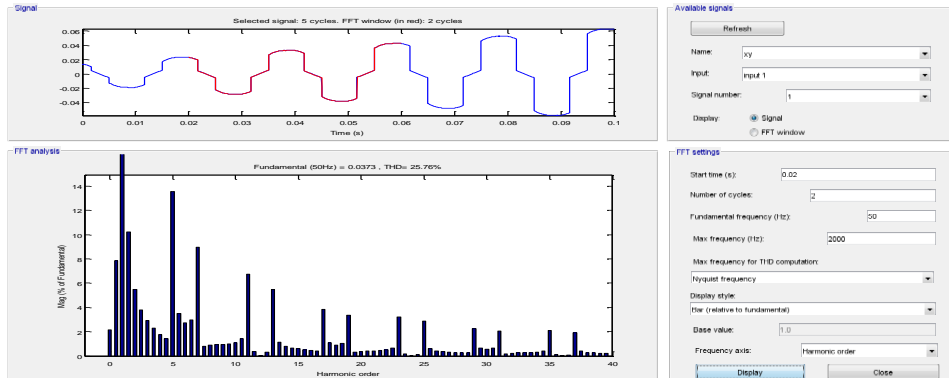 Signal
Selected signal: 5 cycles. FFT window (in red): 2 cycles
0.06
0.04
0.02
0
-0.02
-0.04
0
0.01
0.02
0.03
0.04
0.05
0.06
0.07
0.08
0.09
0.1
Time (s)
FFT analysis
Fundamental (50Hz) = 0.0373 , THD= 25.76%
Mag (% of Fundamental)
14
12
10
8
6
4
2
0
0
5
10
15
20
25
30
35
40
Harmonic order
Available signals
Refresh
Name:
xy
Input:
input 1
Signal number:
1
Display:
Signal
FFT window
FFT settings
Start time (s):
0.02
Number of cycles:
2
Fundamental frequency (Hz):
50
Max frequency (Hz):
2000
Max frequency for THD computation:
Nyquist frequency
Display style:
Bar (relative to fundamental)
Base value:
1.0
Frequency axis:
Harmonic order
Display
Close